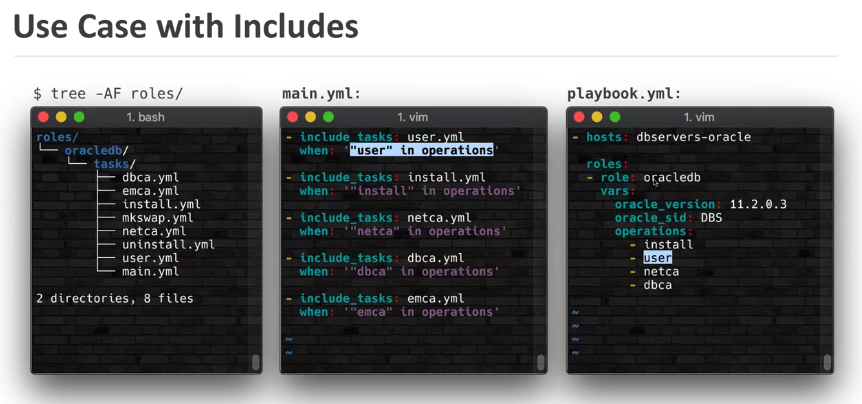 Use Case with Includes
$ tree -AF roles/
1. bash
roles/
└── oracledb/
    └── tasks/
        ├── dbca.yml
        ├── emca.yml
        ├── install.yml
        ├── mkswap.yml
        ├── netca.yml
        ├── uninstall.yml
        ├── user.yml
        └── main.yml
2 directories, 8 files
main.yml:
1. vim
- include_tasks: user.yml
  when: '"user" in operations'
- include_tasks: install.yml
  when: '"install" in operations'
- include_tasks: netca.yml
  when: '"netca" in operations'
- include_tasks: dbca.yml
  when: '"dbca" in operations'
- include_tasks: emca.yml
  when: '"emca" in operations'
~
~
playbook.yml:
1. vim
- hosts: dbservers-oracle
  roles:
  - role: oracledb
    vars:
      oracle_version: 11.2.0.3
      oracle_sid: DBS
      operations:
        - install
        - user
        - netca
        - dbca
~
~
~
~